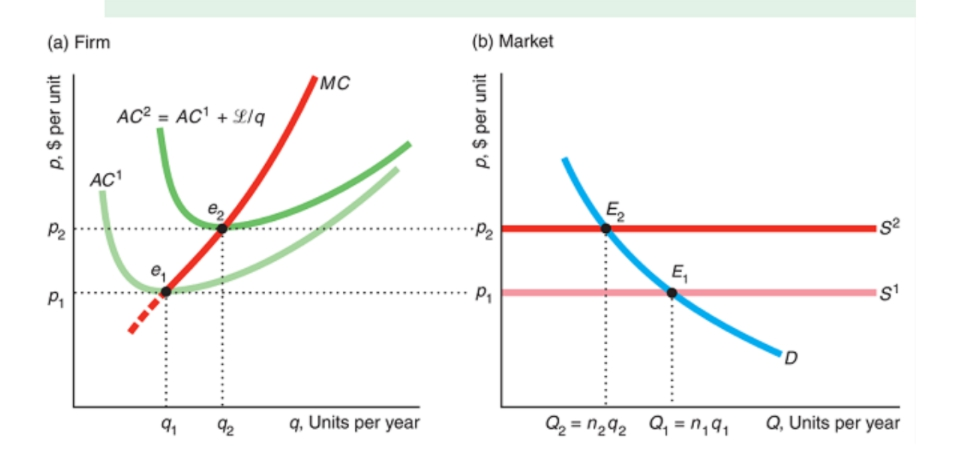 (a) Firm
p, $ per unit
MC
AC² = AC¹ + ℒ/q
AC¹
e₂
p₂
e₁
p₁
q₁
q₂
q, Units per year
(b) Market
p, $ per unit
E₂
p₂
S²
E₁
p₁
S¹
D
Q₂ = n₂q₂
Q₁ = n₁q₁
Q, Units per year